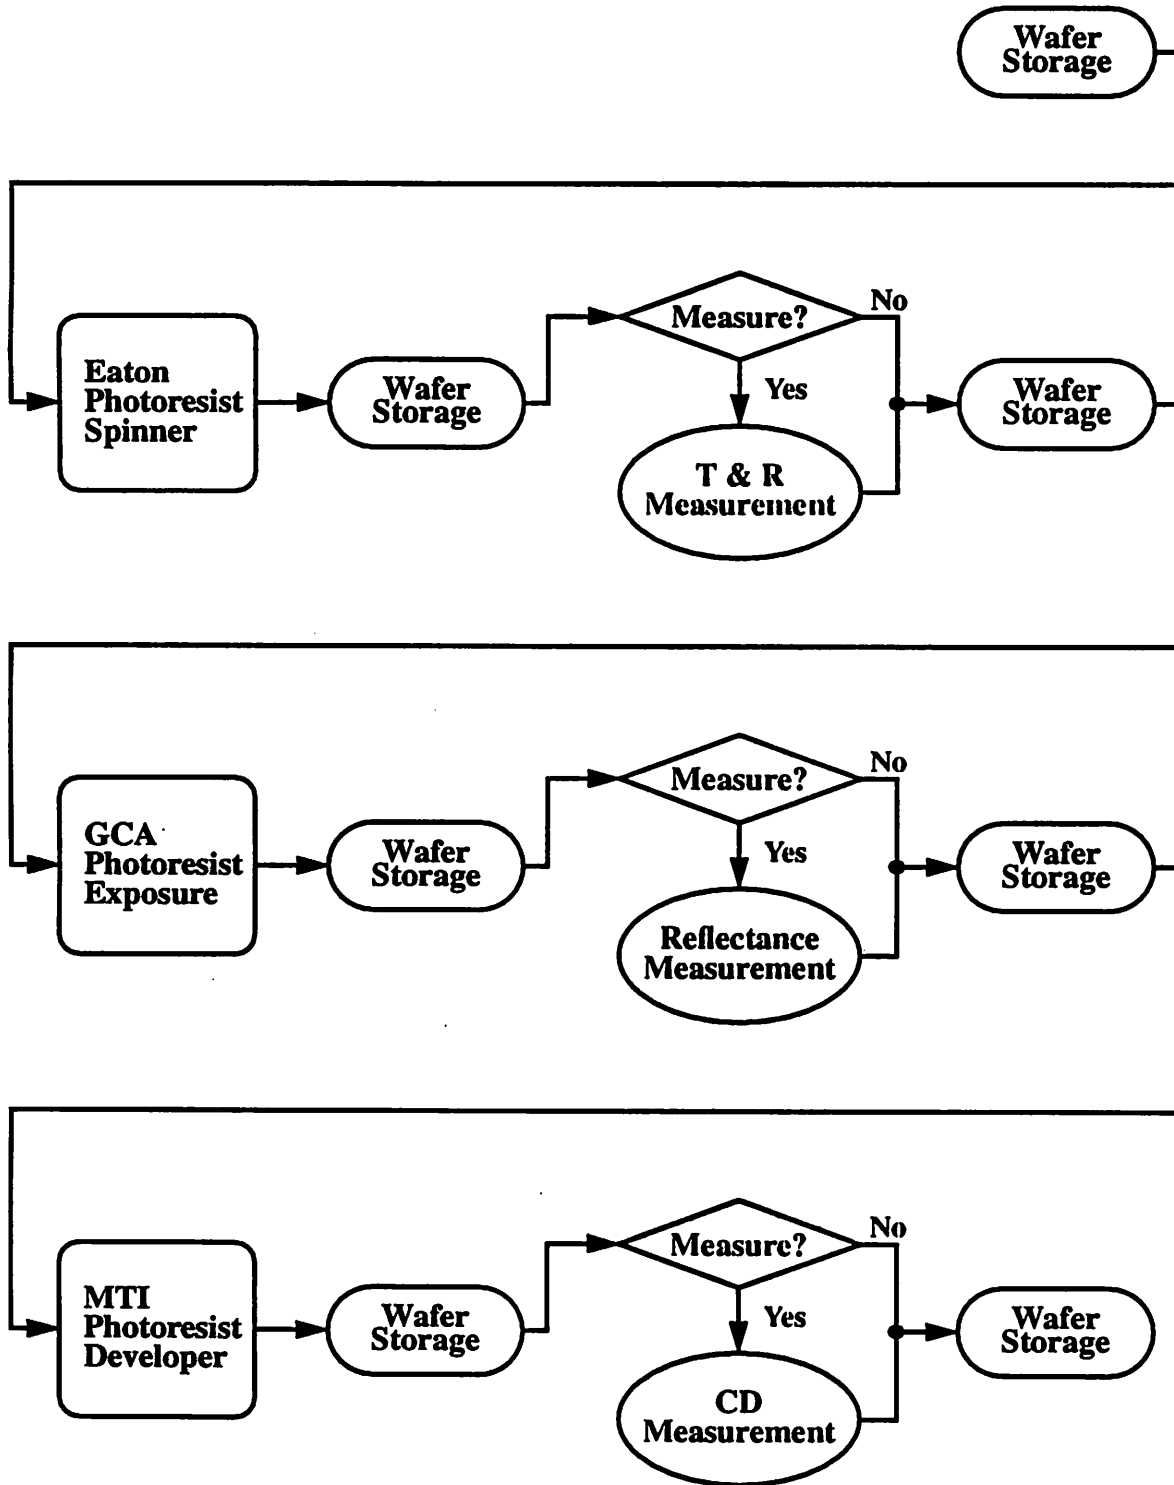 Wafer
Storage
Eaton
Photoresist
Spinner
Wafer
Storage
Measure?
No
Yes
T & R
Measurement
Wafer
Storage
GCA
Photoresist
Exposure
Wafer
Storage
Measure?
No
Yes
Reflectance
Measurement
Wafer
Storage
MTI
Photoresist
Developer
Wafer
Storage
Measure?
No
Yes
CD
Measurement
Wafer
Storage